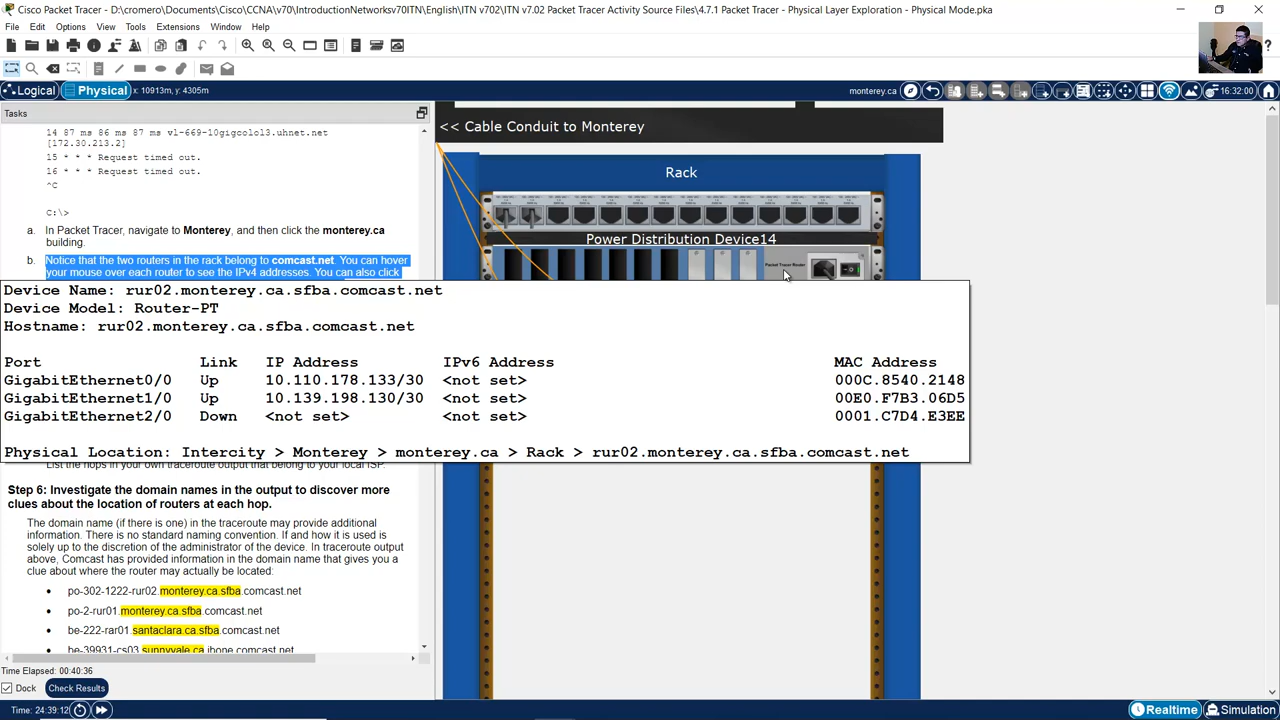 Cisco Packet Tracer - D:\cromero\Documents\Cisco\CCNA\v70\IntroductionNetworksv70ITN\English\ITN v702\ITN v7.02 Packet Tracer Activity Source Files\4.7.1 Packet Tracer - Physical Layer Exploration - Physical Mode.pka
File Edit Options View Tools Extensions Window Help
Logical Physical x: 10913m, y: 4305m monterey.ca 16:32:00
Tasks
14 87 ms 86 ms 87 ms vl-669-10gigcolol3.uhnet.net
[172.30.213.2]
15 * * * Request timed out.
16 * * * Request timed out.
^C
C:\>
a. In Packet Tracer, navigate to Monterey, and then click the monterey.ca
building.
b. Notice that the two routers in the rack belong to comcast.net. You can hover
your mouse over each router to see the IPv4 addresses. You can also click
<< Cable Conduit to Monterey
Rack
Power Distribution Device14
Packet Tracer Router
Device Name: rur02.monterey.ca.sfba.comcast.net
Device Model: Router-PT
Hostname: rur02.monterey.ca.sfba.comcast.net
Port Link IP Address IPv6 Address MAC Address
GigabitEthernet0/0 Up 10.110.178.133/30 <not set> 000C.8540.2148
GigabitEthernet1/0 Up 10.139.198.130/30 <not set> 00E0.F7B3.06D5
GigabitEthernet2/0 Down <not set> <not set> 0001.C7D4.E3EE
Physical Location: Intercity > Monterey > monterey.ca > Rack > rur02.monterey.ca.sfba.comcast.net
List the hops in your own traceroute output that belong to your local ISP.
Step 6: Investigate the domain names in the output to discover more
clues about the location of routers at each hop.
The domain name (if there is one) in the traceroute may provide additional
information. There is no standard naming convention. If and how it is used is
solely up to the discretion of the administrator of the device. In traceroute output
above, Comcast has provided information in the domain name that gives you a
clue about where the router may actually be located:
• po-302-1222-rur02.monterey.ca.sfba.comcast.net
• po-2-rur01.monterey.ca.sfba.comcast.net
• be-222-rar01.santaclara.ca.sfba.comcast.net
• be-39931-cs03.sunnyvale.ca.ibone.comcast.net
Time Elapsed: 00:40:36
Dock Check Results
Time: 24:39:12 Realtime Simulation